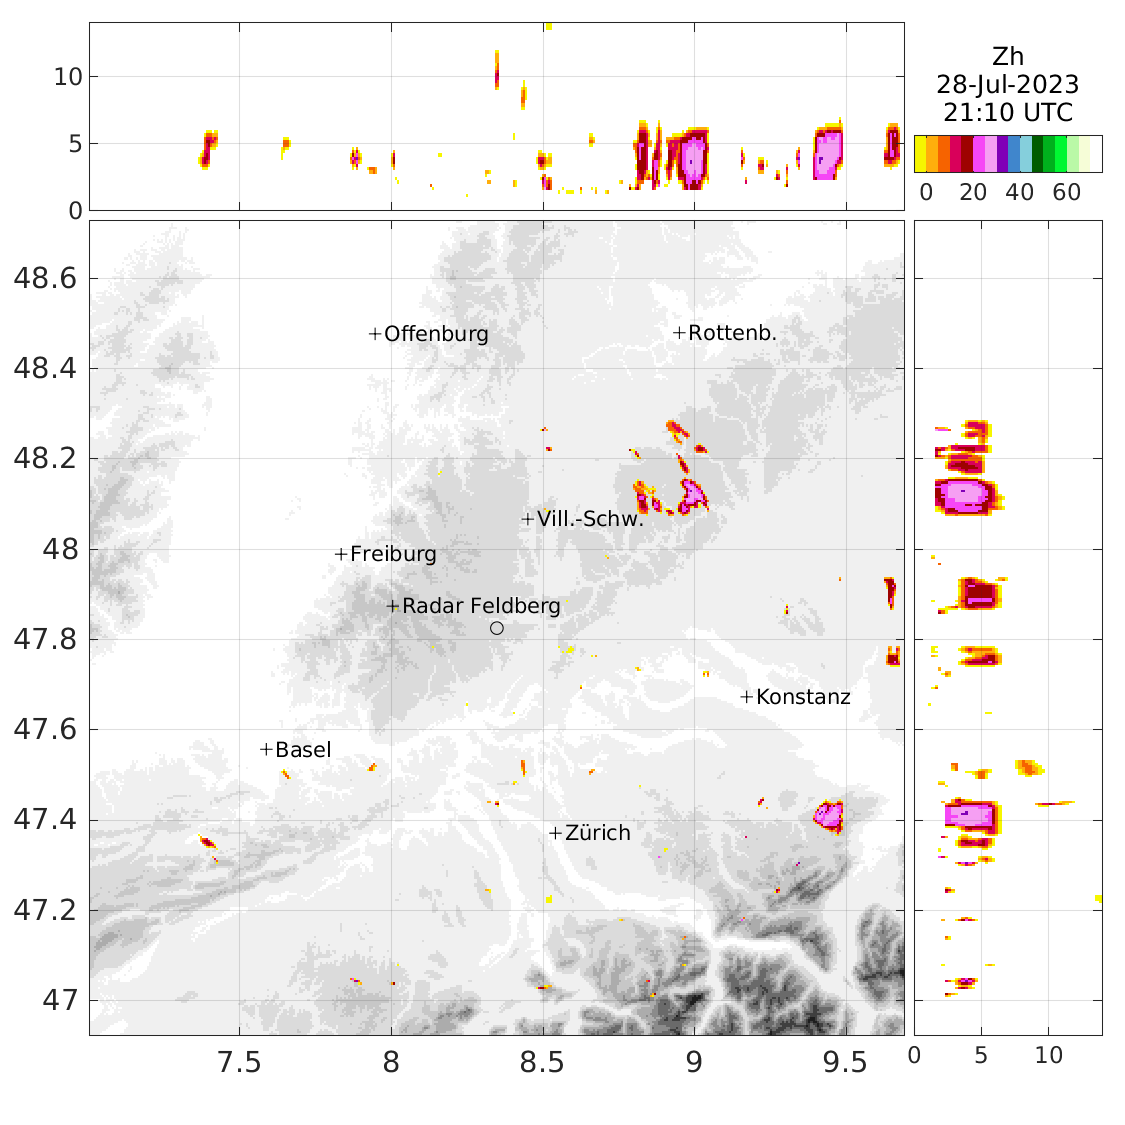 Zh
28-Jul-2023
21:10 UTC
10
5
0
0 20 40 60
48.6
+Offenburg +Rottenb.
48.4
48.2
+Vill.-Schw.
48
+Freiburg
+Radar Feldberg
47.8
+Konstanz
47.6
+Basel
47.4
+Zürich
47.2
47
7.5 8 8.5 9 9.5
0 5 10